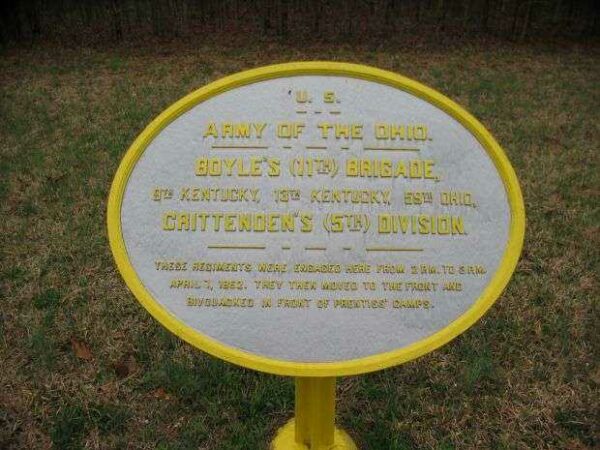 U. S.
ARMY OF THE OHIO.
BOYLE'S (11TH) BRIGADE,
9TH KENTUCKY, 13TH KENTUCKY, 59TH OHIO,
CRITTENDEN'S (5TH) DIVISION.
THESE REGIMENTS WERE ENGAGED HERE FROM 2 P.M. TO 3 P.M.
APRIL 7, 1862. THEY THEN MOVED TO THE FRONT AND
BIVOUACKED IN FRONT OF PRENTISS' CAMPS.